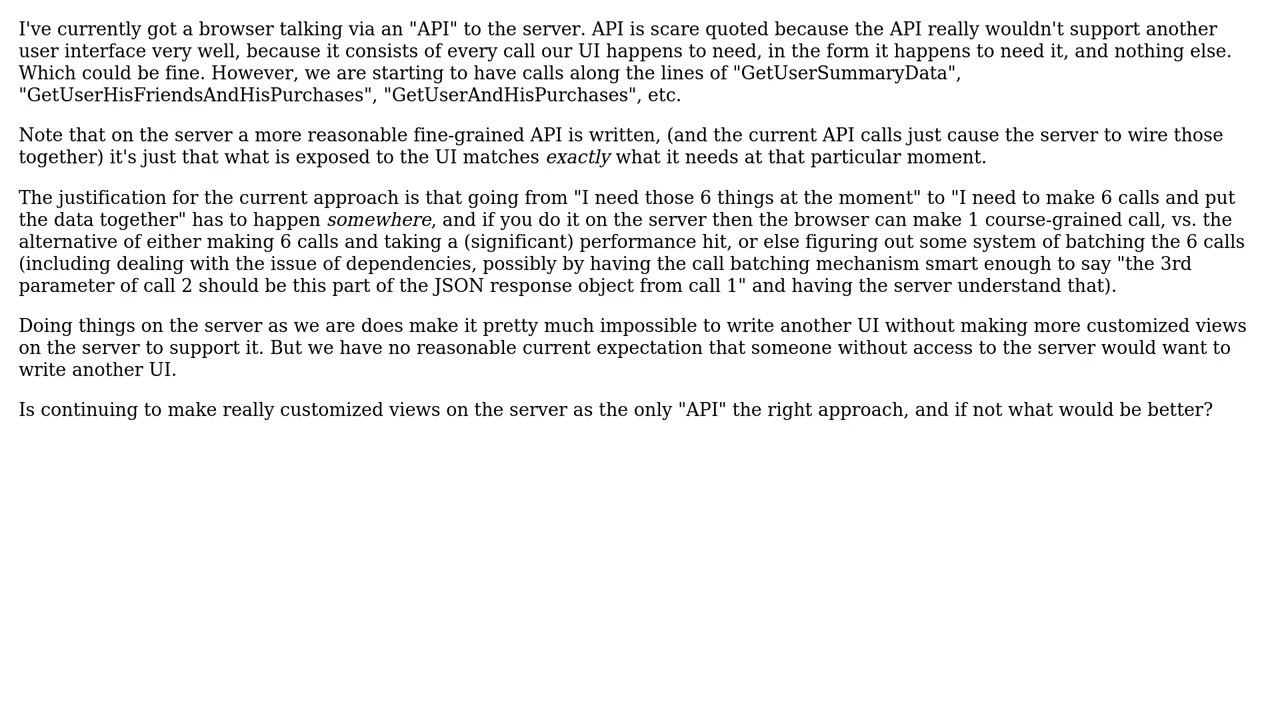 I've currently got a browser talking via an "API" to the server. API is scare quoted because the API really wouldn't support another
user interface very well, because it consists of every call our UI happens to need, in the form it happens to need it, and nothing else.
Which could be fine. However, we are starting to have calls along the lines of "GetUserSummaryData",
"GetUserHisFriendsAndHisPurchases", "GetUserAndHisPurchases", etc.
Note that on the server a more reasonable fine-grained API is written, (and the current API calls just cause the server to wire those
together) it's just that what is exposed to the UI matches exactly what it needs at that particular moment.
The justification for the current approach is that going from "I need those 6 things at the moment" to "I need to make 6 calls and put
the data together" has to happen somewhere, and if you do it on the server then the browser can make 1 course-grained call, vs. the
alternative of either making 6 calls and taking a (significant) performance hit, or else figuring out some system of batching the 6 calls
(including dealing with the issue of dependencies, possibly by having the call batching mechanism smart enough to say "the 3rd
parameter of call 2 should be this part of the JSON response object from call 1" and having the server understand that).
Doing things on the server as we are does make it pretty much impossible to write another UI without making more customized views
on the server to support it. But we have no reasonable current expectation that someone without access to the server would want to
write another UI.
Is continuing to make really customized views on the server as the only "API" the right approach, and if not what would be better?